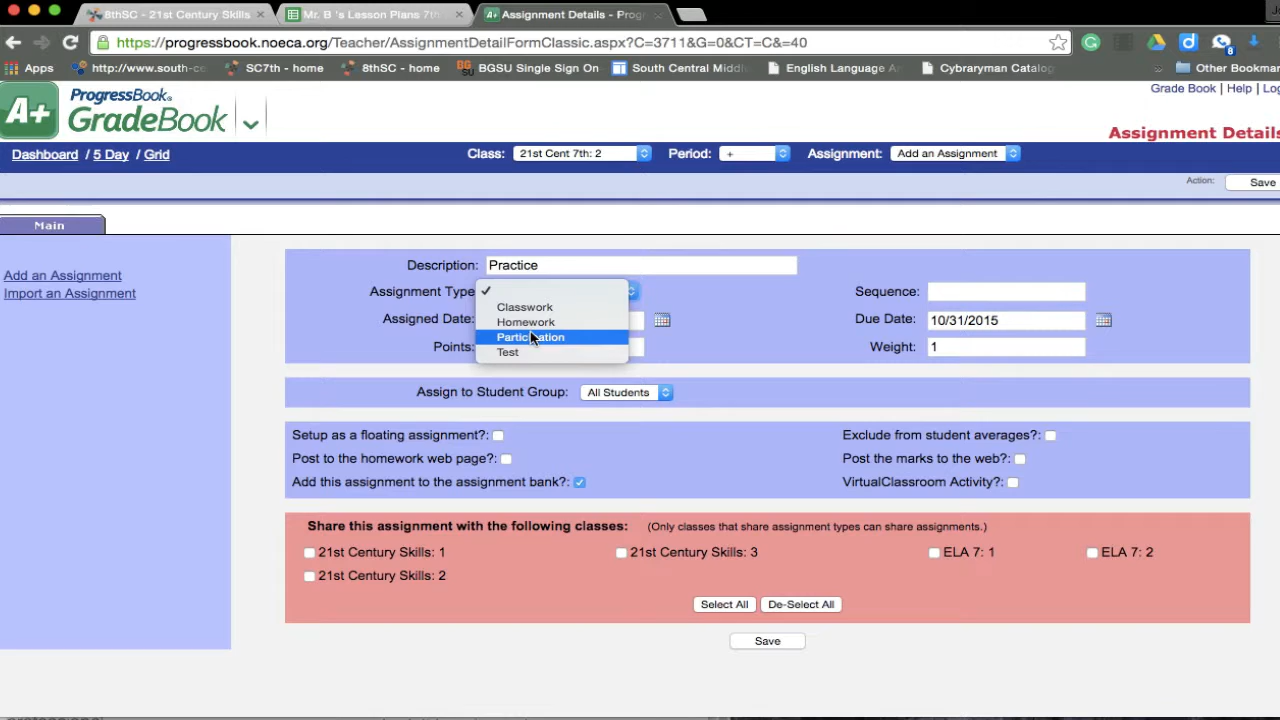 8thSC - 21st Century Skills × Mr. B 's Lesson Plans 7th × Assignment Details - Prog ×
https://progressbook.noeca.org/Teacher/AssignmentDetailFormClassic.aspx?C=3711&G=0&CT=C&=40
Apps http://www.south-ce SC7th - home 8thSC - home BGSU Single Sign On South Central Middl English Language Ar Cybraryman Catalog » Other Bookmar
Grade Book | Help | Log
A+ ProgressBook®
GradeBook
Assignment Details
Dashboard / 5 Day / Grid Class: 21st Cent 7th: 2 Period: + Assignment: Add an Assignment
Action: Save
Main
Add an Assignment
Import an Assignment
Description: Practice
Assignment Type ✓ Sequence:
Classwork
Homework
Participation
Test
Assigned Date: Due Date: 10/31/2015
Points: Weight: 1
Assign to Student Group: All Students
Setup as a floating assignment?: Exclude from student averages?:
Post to the homework web page?: Post the marks to the web?:
Add this assignment to the assignment bank?: VirtualClassroom Activity?:
Share this assignment with the following classes: (Only classes that share assignment types can share assignments.)
21st Century Skills: 1 21st Century Skills: 3 ELA 7: 1 ELA 7: 2
21st Century Skills: 2
Select All De-Select All
Save